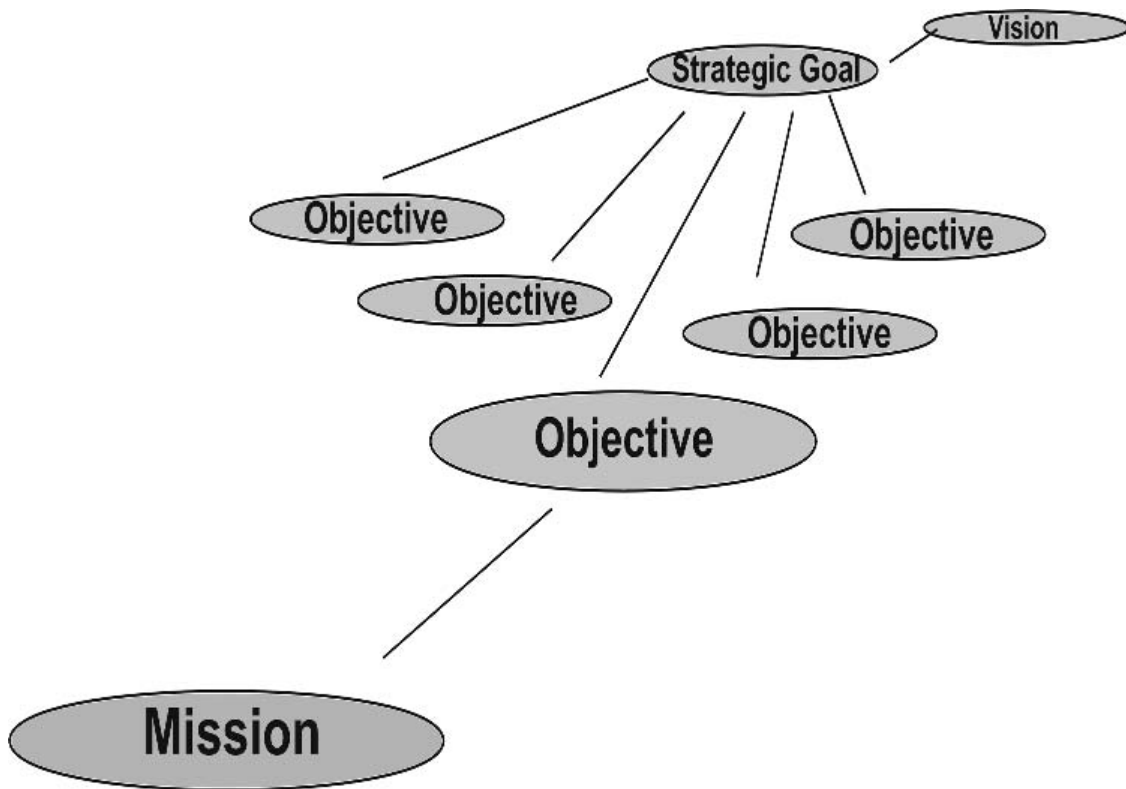 Vision
Strategic Goal
Objective
Objective
Objective
Objective
Objective
Mission